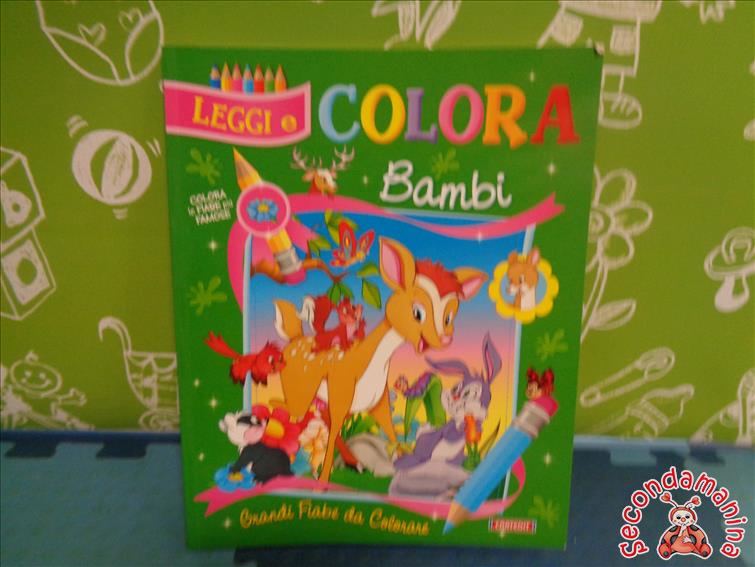 LEGGI e COLORA
Bambi
COLORA
le FIABE più
FAMOSE
Grandi Fiabe da Colorare
secondamanina